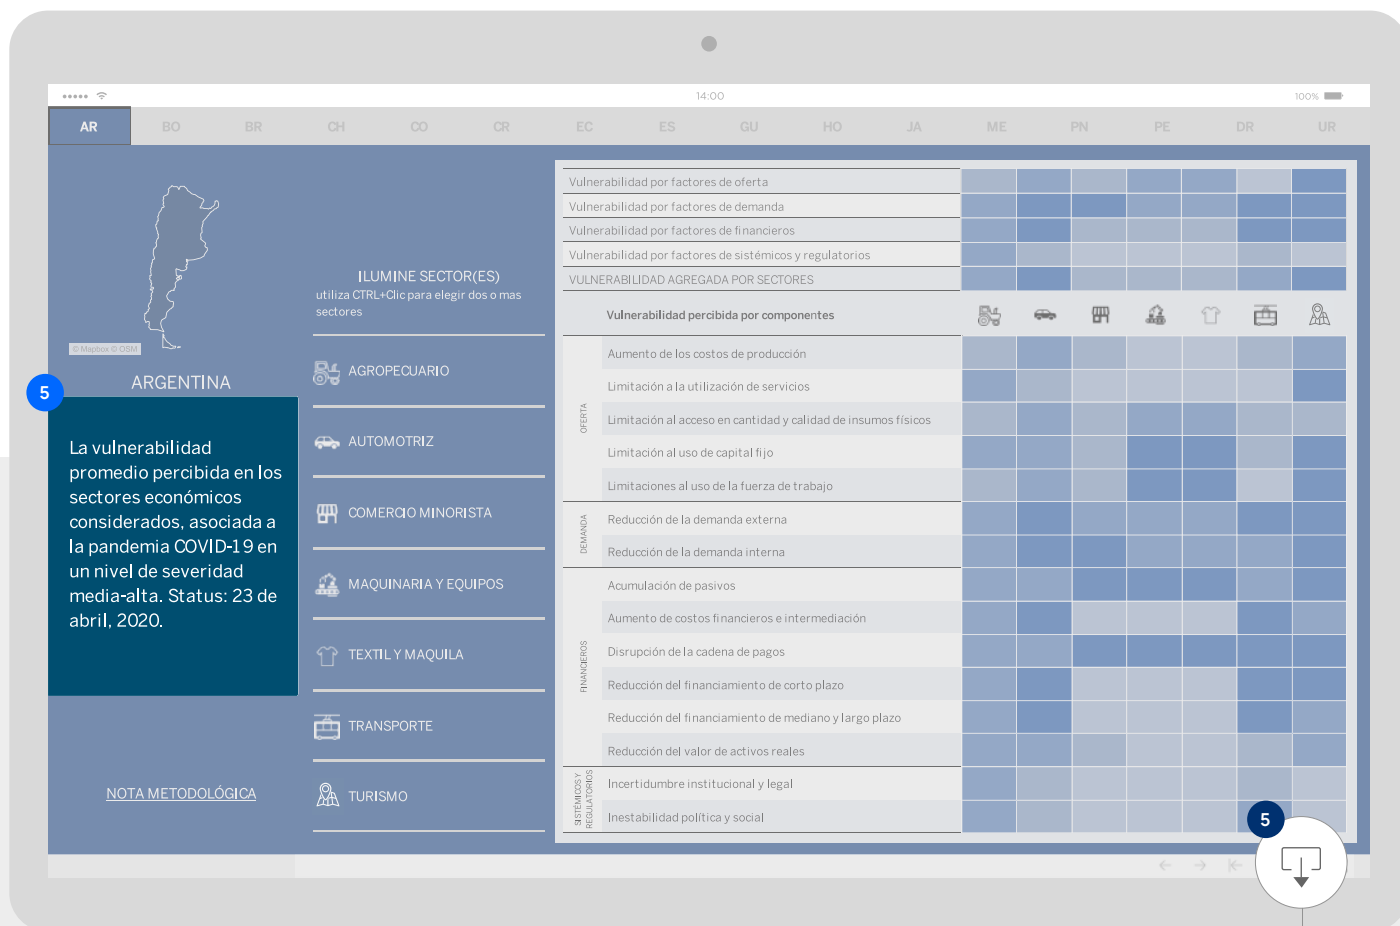 14:00
100%
AR BO BR CH CO CR EC ES GU HO JA ME PN PE DR UR
© Mapbox © OSM
ARGENTINA
5
La vulnerabilidad
promedio percibida en los
sectores económicos
considerados, asociada a
la pandemia COVID-19 en
un nivel de severidad
media-alta. Status: 23 de
abril, 2020.
NOTA METODOLÓGICA
ILUMINE SECTOR(ES)
utiliza CTRL+Clic para elegir dos o mas
sectores
AGROPECUARIO
AUTOMOTRIZ
COMERCIO MINORISTA
MAQUINARIA Y EQUIPOS
TEXTIL Y MAQUILA
TRANSPORTE
TURISMO
Vulnerabilidad por factores de oferta
Vulnerabilidad por factores de demanda
Vulnerabilidad por factores de financieros
Vulnerabilidad por factores de sistémicos y regulatorios
VULNERABILIDAD AGREGADA POR SECTORES
Vulnerabilidad percibida por componentes
OFERTA
Aumento de los costos de producción
Limitación a la utilización de servicios
Limitación al acceso en cantidad y calidad de insumos físicos
Limitación al uso de capital fijo
Limitaciones al uso de la fuerza de trabajo
DEMANDA
Reducción de la demanda externa
Reducción de la demanda interna
FINANCIEROS
Acumulación de pasivos
Aumento de costos financieros e intermediación
Disrupción de la cadena de pagos
Reducción del financiamiento de corto plazo
Reducción del financiamiento de mediano y largo plazo
Reducción del valor de activos reales
SISTÉMICOS Y
REGULATORIOS
Incertidumbre institucional y legal
Inestabilidad política y social
5